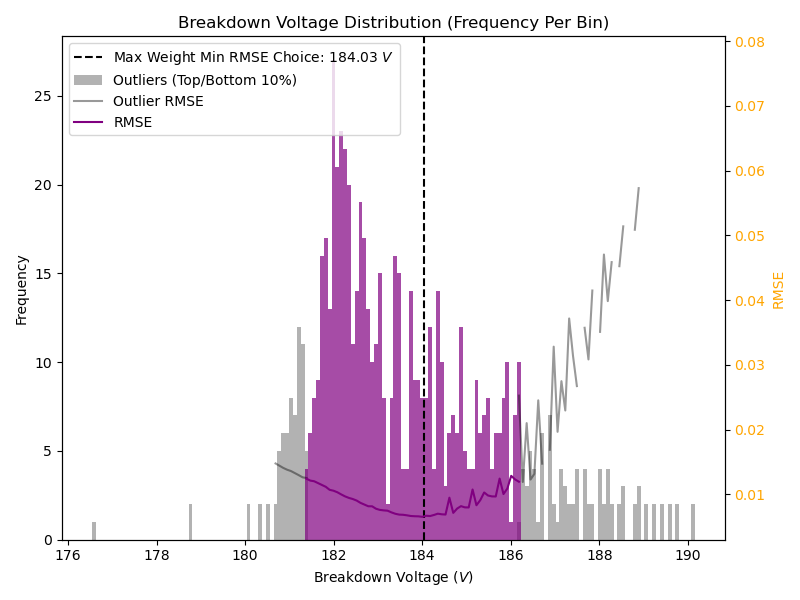 Breakdown Voltage Distribution (Frequency Per Bin)
Max Weight Min RMSE Choice: 184.03 V
Outliers (Top/Bottom 10%)
Outlier RMSE
RMSE
Frequency
25
20
15
10
5
0
0.08
0.07
0.06
0.05
0.04
0.03
0.02
0.01
RMSE
176 178 180 182 184 186 188 190
Breakdown Voltage (V)